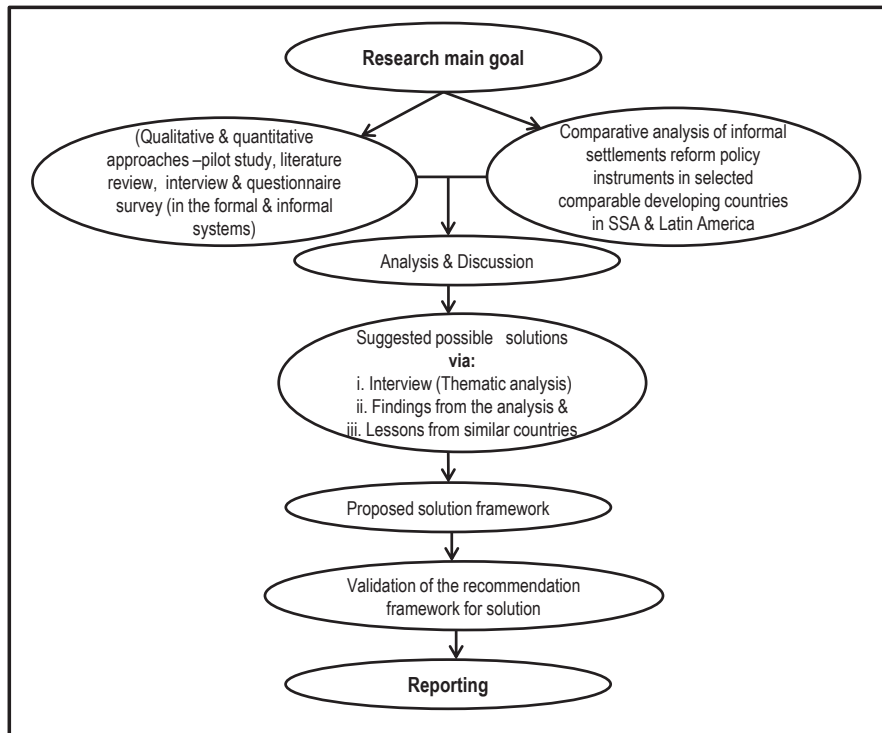 Research main goal
(Qualitative & quantitative
approaches –pilot study, literature
review, interview & questionnaire
survey (in the formal & informal
systems)
Comparative analysis of informal
settlements reform policy
instruments in selected
comparable developing countries
in SSA & Latin America
Analysis & Discussion
Suggested possible solutions
via:
i. Interview (Thematic analysis)
ii. Findings from the analysis &
iii. Lessons from similar countries
Proposed solution framework
Validation of the recommendation
framework for solution
Reporting